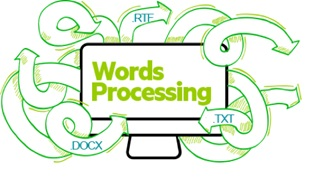 .RTF
Words
Processing
.TXT
.DOCX